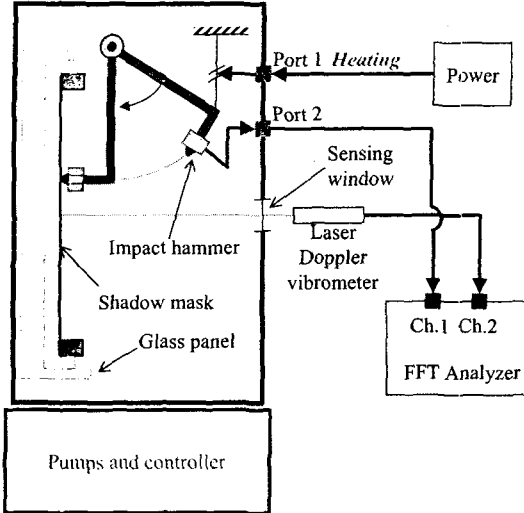 Port 1 Heating
Power
Port 2
Sensing
window
Impact hammer
Laser
Doppler
vibrometer
Shadow mask
Ch.1 Ch.2
Glass panel
FFT Analyzer
Pumps and controller